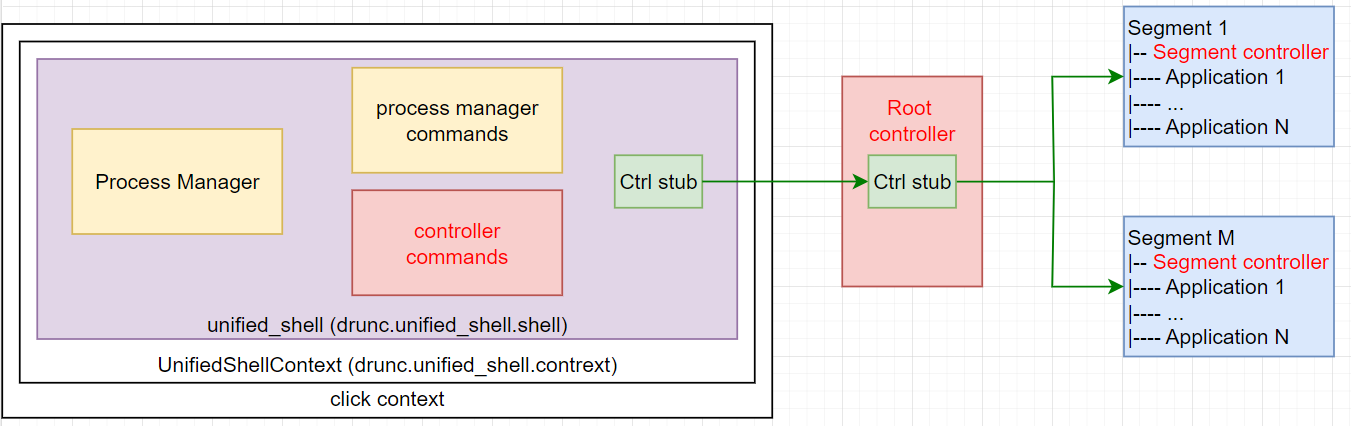 Process Manager
process manager
commands
controller
commands
Ctrl stub
unified_shell (drunc.unified_shell.shell)
UnifiedShellContext (drunc.unified_shell.contrext)
click context
Root
controller
Ctrl stub
Segment 1
|-- Segment controller
|---- Application 1
|---- ...
|---- Application N
Segment M
|-- Segment controller
|---- Application 1
|---- ...
|---- Application N